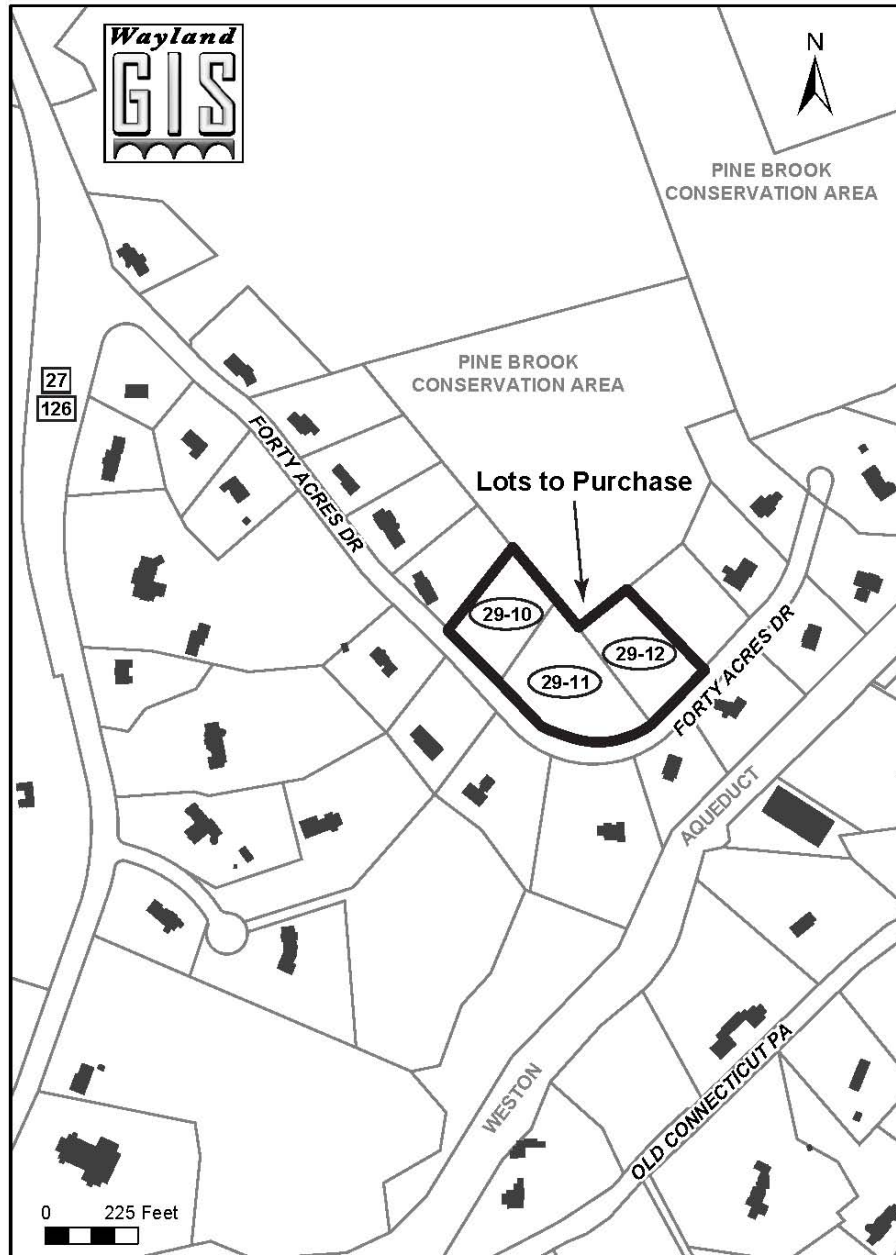 Wayland
GIS
N
PINE BROOK
CONSERVATION AREA
PINE BROOK
CONSERVATION AREA
27
126
FORTY ACRES DR
Lots to Purchase
29-10
29-12
29-11
FORTY ACRES DR
AQUEDUCT
WESTON
OLD CONNECTICUT PA
0 225 Feet